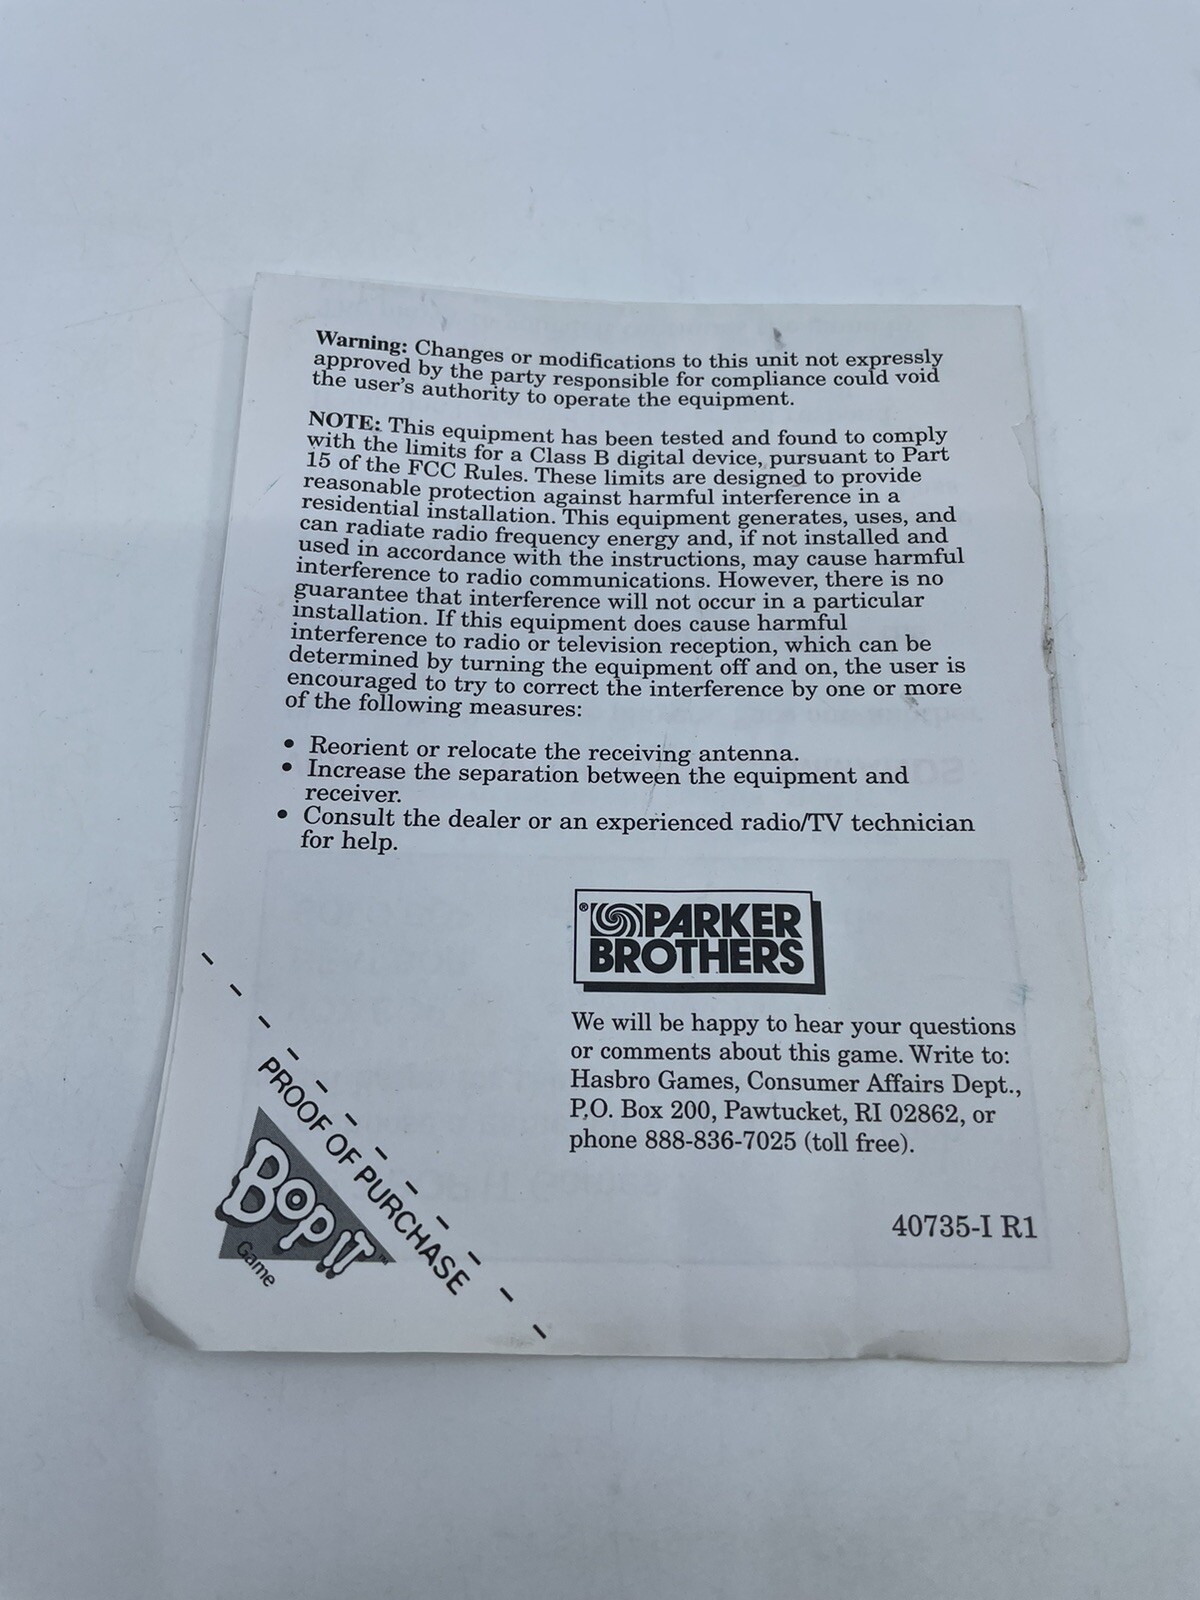 Warning: Changes or modifications to this unit not expressly
approved by the party responsible for compliance could void
the user's authority to operate the equipment.
NOTE: This equipment has been tested and found to comply
with the limits for a Class B digital device, pursuant to Part
15 of the FCC Rules. These limits are designed to provide
reasonable protection against harmful interference in a
residential installation. This equipment generates, uses, and
can radiate radio frequency energy and, if not installed and
used in accordance with the instructions, may cause harmful
interference to radio communications. However, there is no
guarantee that interference will not occur in a particular
installation. If this equipment does cause harmful
interference to radio or television reception, which can be
determined by turning the equipment off and on, the user is
encouraged to try to correct the interference by one or more
of the following measures:
• Reorient or relocate the receiving antenna.
• Increase the separation between the equipment and
receiver.
• Consult the dealer or an experienced radio/TV technician
for help.
® PARKER
BROTHERS
We will be happy to hear your questions
or comments about this game. Write to:
Hasbro Games, Consumer Affairs Dept.,
P.O. Box 200, Pawtucket, RI 02862, or
phone 888-836-7025 (toll free).
40735-I R1
PROOF OF PURCHASE
BOP IT™
Game